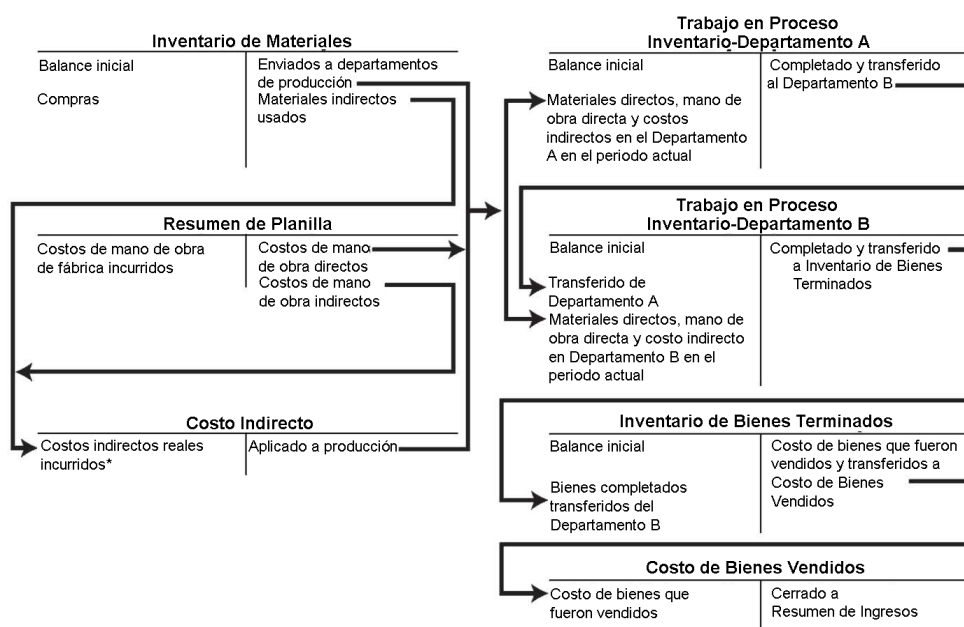 Inventario de Materiales
Balance inicial
Compras
Enviados a departamentos
de producción
Materiales indirectos
usados
Resumen de Planilla
Costos de mano de obra
de fábrica incurridos
Costos de mano
de obra directos
Costos de mano
de obra indirectos
Costo Indirecto
Costos indirectos reales
incurridos*
Aplicado a producción
Trabajo en Proceso
Inventario-Departamento A
Balance inicial
Materiales directos, mano de
obra directa y costos
indirectos en el Departamento
A en el periodo actual
Completado y transferido
al Departamento B
Trabajo en Proceso
Inventario-Departamento B
Balance inicial
Transferido de
Departamento A
Materiales directos, mano de
obra directa y costo indirecto
en Departamento B en el
periodo actual
Completado y transferido
a Inventario de Bienes
Terminados
Inventario de Bienes Terminados
Balance inicial
Bienes completados
transferidos del
Departamento B
Costo de bienes que fueron
vendidos y transferidos a
Costo de Bienes
Vendidos
Costo de Bienes Vendidos
Costo de bienes que
fueron vendidos
Cerrado a
Resumen de Ingresos